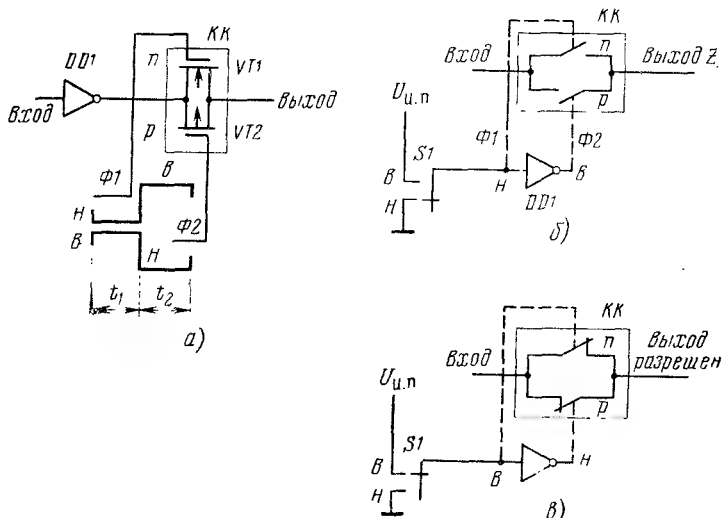 КК
DD1
n
VT1
Вход
Выход
p
VT2
Ф1
В
Н
Ф2
В
Н
t₁
t₂
а)
КК
Вход
n
Выход Z
Uи.п
p
Ф1
Ф2
S1
В
Н
Н
В
DD1
б)
КК
Вход
n
Выход
разрешен
Uи.п
p
S1
В
В
Н
Н
в)